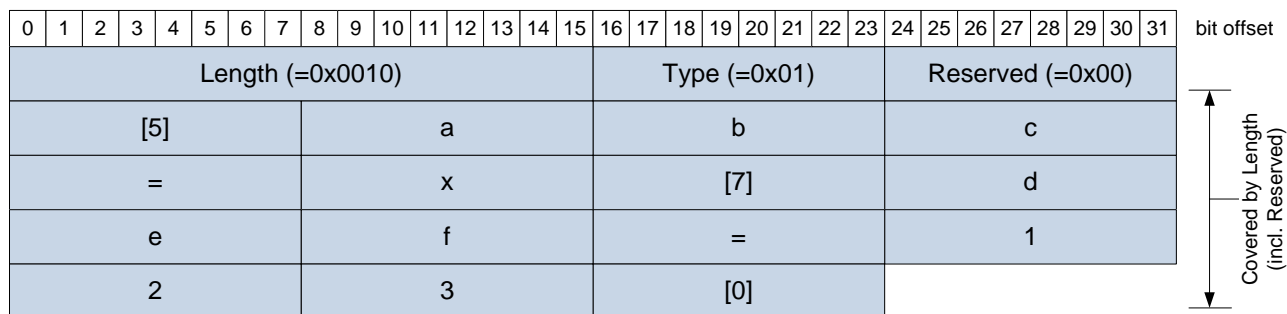 0 1 2 3 4 5 6 7 8 9 10 11 12 13 14 15 16 17 18 19 20 21 22 23 24 25 26 27 28 29 30 31 bit offset
Length (=0x0010) Type (=0x01) Reserved (=0x00)
[5] a b c
= x [7] d
e f = 1
2 3 [0]
Covered by Length
(incl. Reserved)